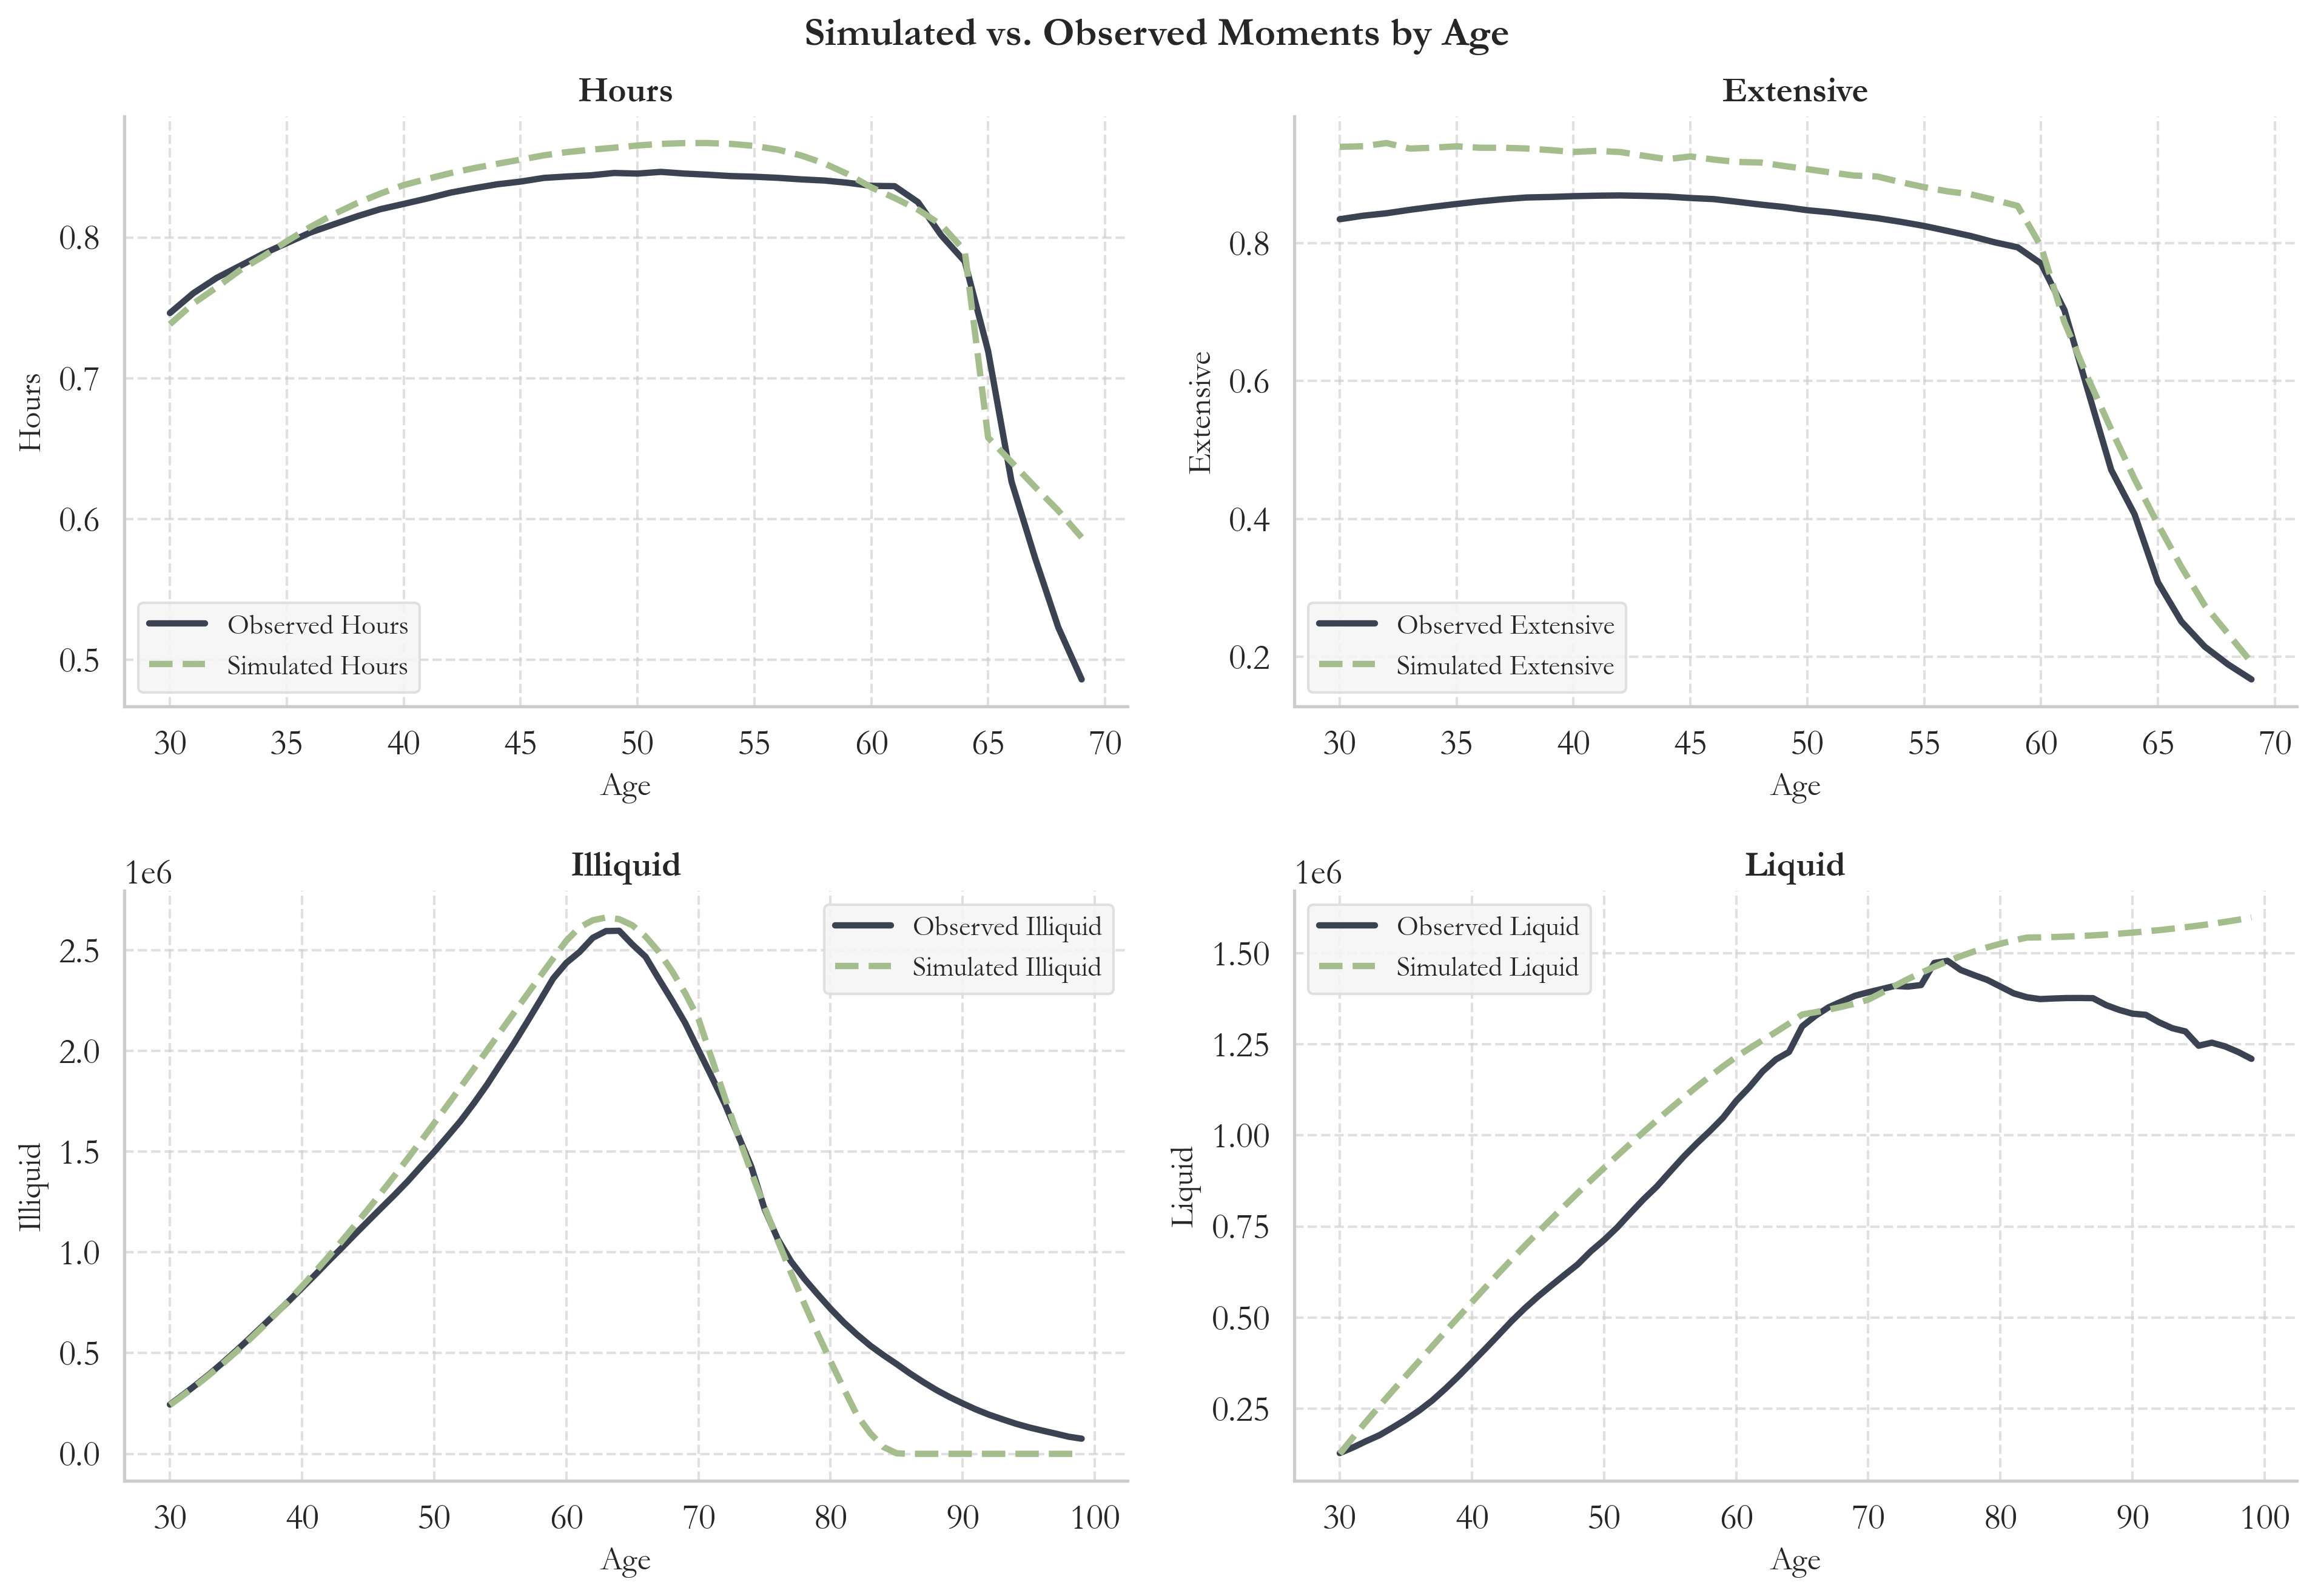 Simulated vs. Observed Moments by Age
Hours
Hours
0.8
0.7
0.6
0.5
Observed Hours
Simulated Hours
30 35 40 45 50 55 60 65 70
Age
Extensive
Extensive
0.8
0.6
0.4
0.2
Observed Extensive
Simulated Extensive
30 35 40 45 50 55 60 65 70
Age
Illiquid
1e6
Illiquid
2.5
2.0
1.5
1.0
0.5
0.0
Observed Illiquid
Simulated Illiquid
30 40 50 60 70 80 90 100
Age
Liquid
1e6
Liquid
1.50
1.25
1.00
0.75
0.50
0.25
Observed Liquid
Simulated Liquid
30 40 50 60 70 80 90 100
Age